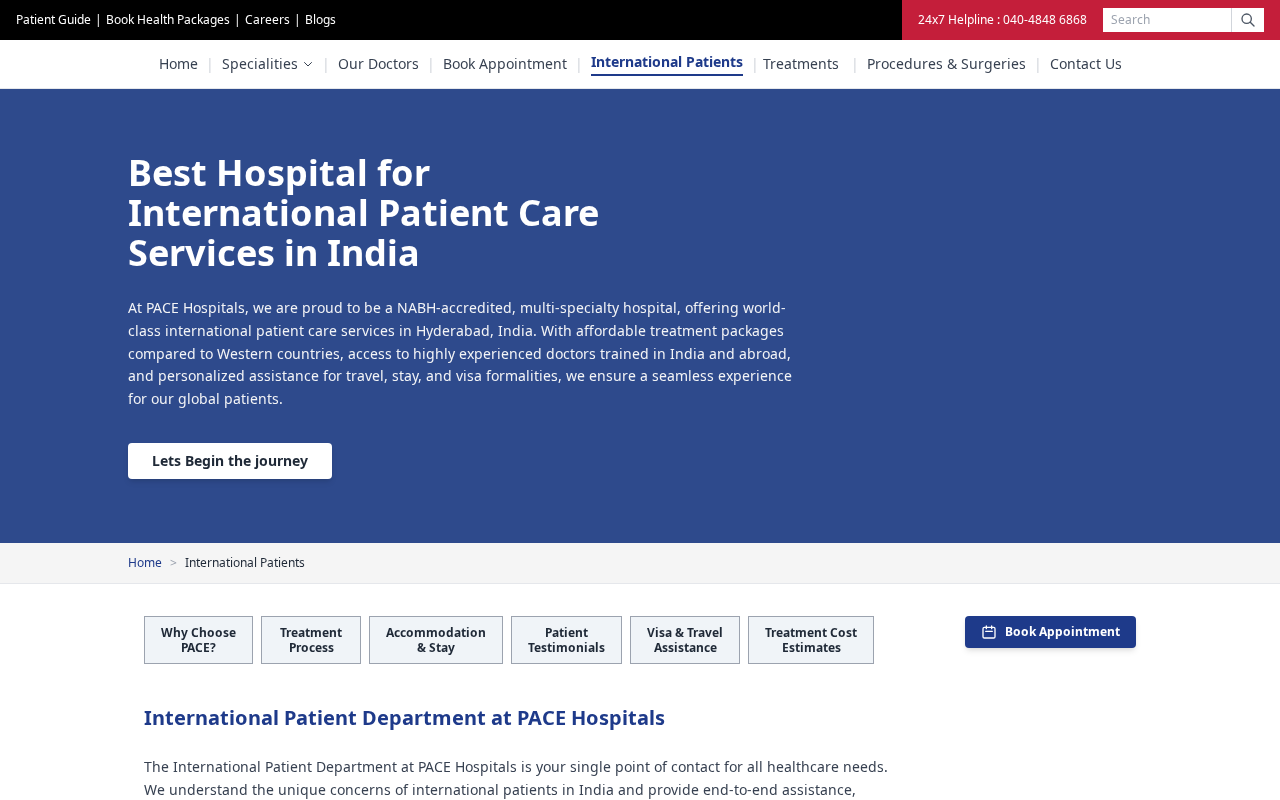 Patient Guide | Book Health Packages | Careers | Blogs
24x7 Helpline : 040-4848 6868
Search
Home | Specialities | Our Doctors | Book Appointment | International Patients | Treatments | Procedures & Surgeries | Contact Us
Best Hospital for
International Patient Care
Services in India
At PACE Hospitals, we are proud to be a NABH-accredited, multi-specialty hospital, offering world-
class international patient care services in Hyderabad, India. With affordable treatment packages
compared to Western countries, access to highly experienced doctors trained in India and abroad,
and personalized assistance for travel, stay, and visa formalities, we ensure a seamless experience
for our global patients.
Lets Begin the journey
Home > International Patients
Why Choose
PACE?
Treatment
Process
Accommodation
& Stay
Patient
Testimonials
Visa & Travel
Assistance
Treatment Cost
Estimates
Book Appointment
International Patient Department at PACE Hospitals
The International Patient Department at PACE Hospitals is your single point of contact for all healthcare needs.
We understand the unique concerns of international patients in India and provide end-to-end assistance,